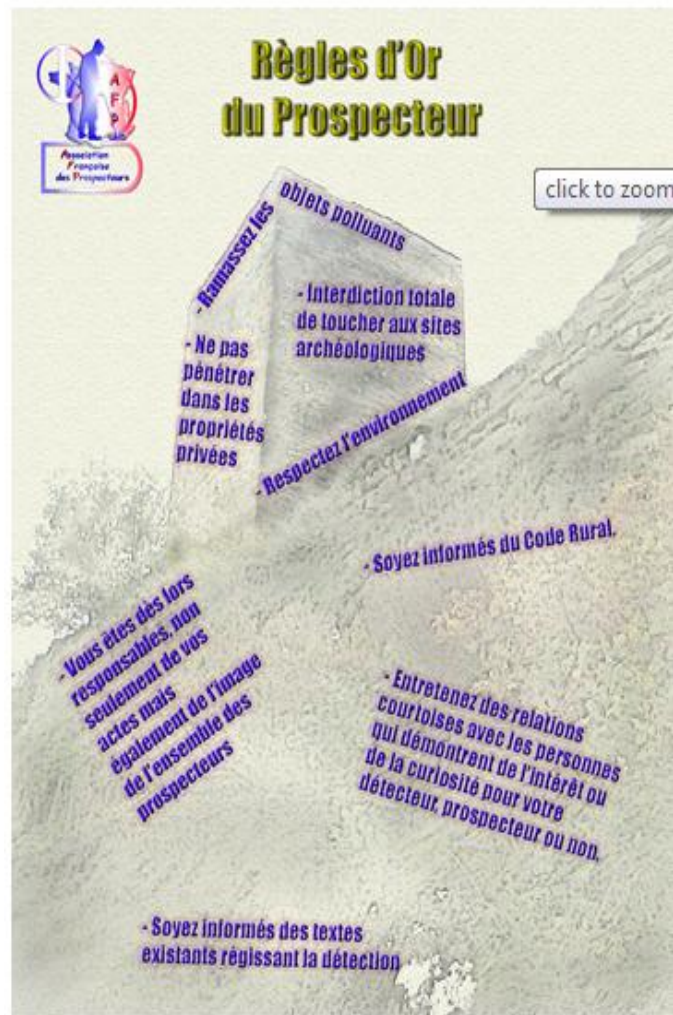 Règles d'Or
du Prospecteur
AFP
Association
Française
des Prospecteurs
click to zoom
- Ramassez les
objets polluants
- Interdiction totale
de toucher aux sites
archéologiques
- Ne pas
pénétrer
dans les
propriétés
privées
- Respectez l'environnement
- Soyez informés du Code Rural.
- Vous êtes dès lors
responsables, non
seulement de vos
actes mais
également de l'image
de l'ensemble des
prospecteurs
- Entretenez des relations
courtoises avec les personnes
qui démontrent de l'intérêt ou
de la curiosité pour votre
détecteur, prospecteur ou non.
- Soyez informés des textes
existants régissant la détection